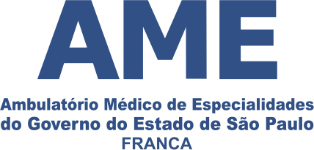 AME
Ambulatório Médico de Especialidades
do Governo do Estado de São Paulo
FRANCA